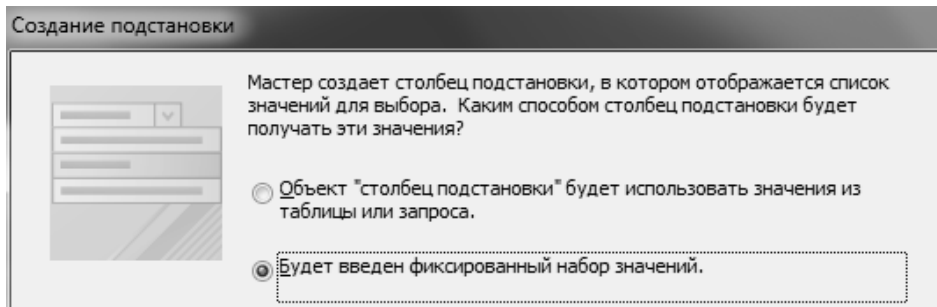 Создание подстановки
Мастер создает столбец подстановки, в котором отображается список
значений для выбора. Каким способом столбец подстановки будет
получать эти значения?
Объект "столбец подстановки" будет использовать значения из
таблицы или запроса.
Будет введен фиксированный набор значений.